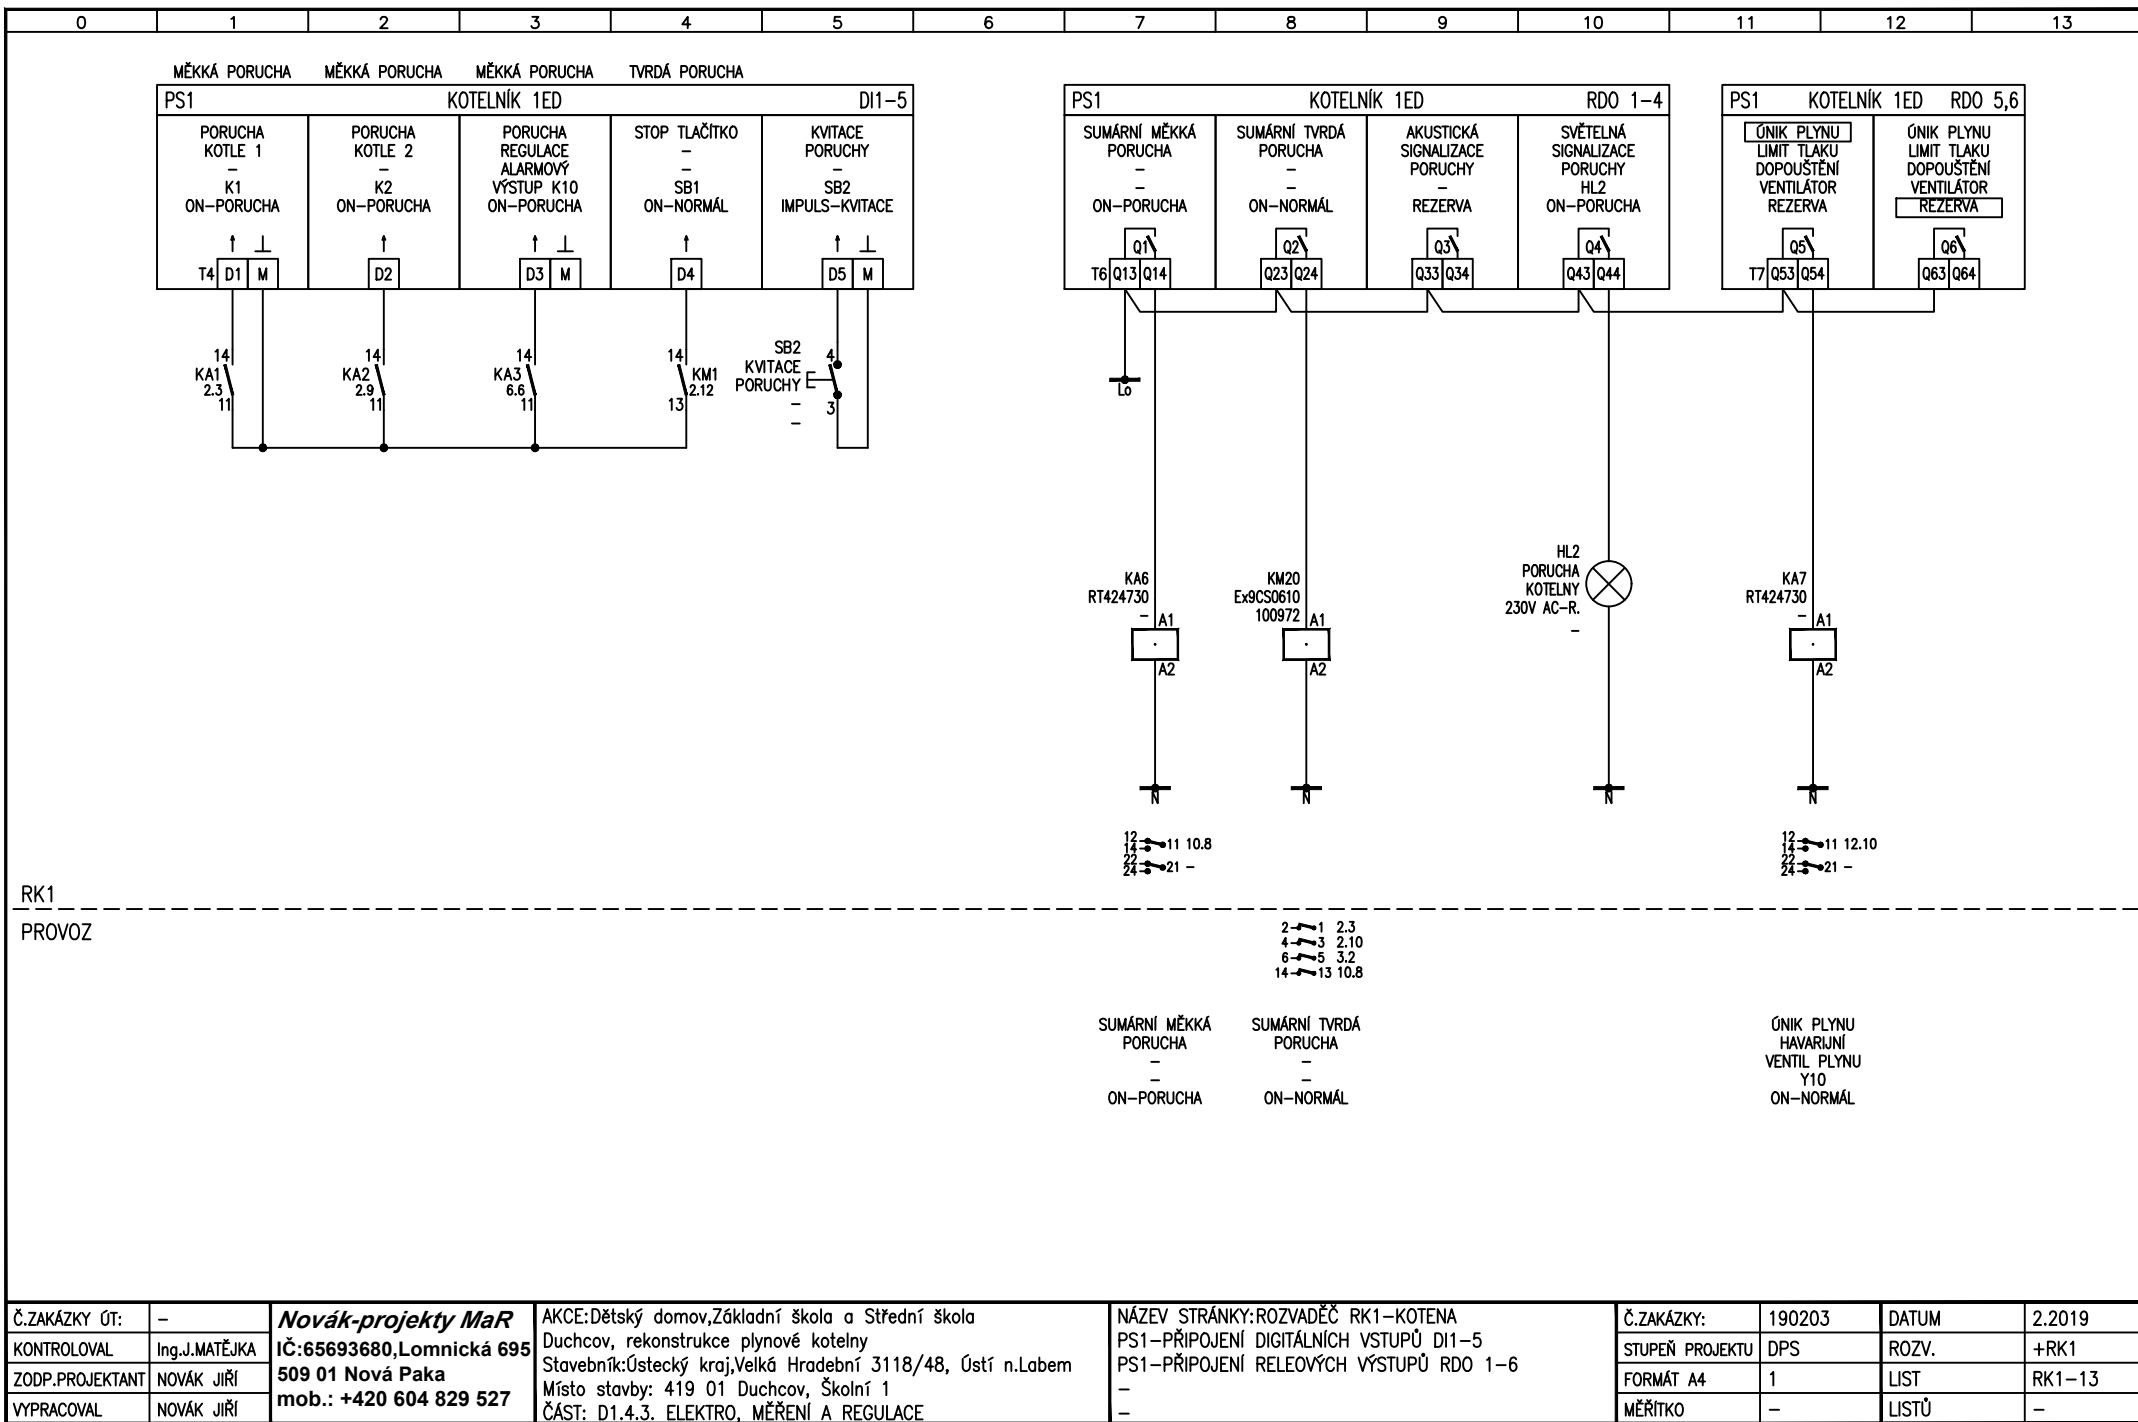 0 1 2 3 4 5 6 7 8 9 10 11 12 13
MĚKKÁ PORUCHA MĚKKÁ PORUCHA MĚKKÁ PORUCHA TVRDÁ PORUCHA
PS1 KOTELNÍK 1ED DI1-5
PORUCHA
KOTLE 1
-
K1
ON-PORUCHA
PORUCHA
KOTLE 2
-
K2
ON-PORUCHA
PORUCHA
REGULACE
ALARMOVÝ
VÝSTUP K10
ON-PORUCHA
STOP TLAČÍTKO
-
-
SB1
ON-NORMÁL
KVITACE
PORUCHY
-
SB2
IMPULS-KVITACE
T4 D1 M D2 D3 M D4 D5 M
14
KA1
2.3
11
14
KA2
2.9
11
14
KA3
6.6
11
14
KM1
2.12
13
SB2
KVITACE
PORUCHY
-
-
4
3
PS1 KOTELNÍK 1ED RDO 1-4
SUMÁRNÍ MĚKKÁ
PORUCHA
-
-
ON-PORUCHA
SUMÁRNÍ TVRDÁ
PORUCHA
-
-
ON-NORMÁL
AKUSTICKÁ
SIGNALIZACE
PORUCHY
-
REZERVA
SVĚTELNÁ
SIGNALIZACE
PORUCHY
HL2
ON-PORUCHA
Q1 Q2 Q3 Q4
T6 Q13 Q14 Q23 Q24 Q33 Q34 Q43 Q44
PS1 KOTELNÍK 1ED RDO 5,6
ÚNIK PLYNU
LIMIT TLAKU
DOPOUŠTĚNÍ
VENTILÁTOR
REZERVA
ÚNIK PLYNU
LIMIT TLAKU
DOPOUŠTĚNÍ
VENTILÁTOR
REZERVA
Q5 Q6
T7 Q53 Q54 Q63 Q64
Lo
KA6
RT424730
-
A1
A2
N
KM20
Ex9CS0610
100972
A1
A2
N
HL2
PORUCHA
KOTELNY
230V AC-R.
-
N
KA7
RT424730
-
A1
A2
N
12
14 11 10.8
22
24 21 -
12
14 11 12.10
22
24 21 -
RK1
PROVOZ
2 1 2.3
4 3 2.10
6 5 3.2
14 13 10.8
SUMÁRNÍ MĚKKÁ
PORUCHA
-
-
ON-PORUCHA
SUMÁRNÍ TVRDÁ
PORUCHA
-
-
ON-NORMÁL
ÚNIK PLYNU
HAVARIJNÍ
VENTIL PLYNU
Y10
ON-NORMÁL
Č.ZAKÁZKY ÚT: -
KONTROLOVAL Ing.J.MATĚJKA
ZODP.PROJEKTANT NOVÁK JIŘÍ
VYPRACOVAL NOVÁK JIŘÍ
Novák-projekty MaR
IČ:65693680,Lomnická 695
509 01 Nová Paka
mob.: +420 604 829 527
AKCE:Dětský domov,Základní škola a Střední škola
Duchcov, rekonstrukce plynové kotelny
Stavebník:Ústecký kraj,Velká Hradební 3118/48, Ústí n.Labem
Místo stavby: 419 01 Duchcov, Školní 1
ČÁST: D1.4.3. ELEKTRO, MĚŘENÍ A REGULACE
NÁZEV STRÁNKY:ROZVADĚČ RK1-KOTENA
PS1-PŘIPOJENÍ DIGITÁLNÍCH VSTUPŮ DI1-5
PS1-PŘIPOJENÍ RELEOVÝCH VÝSTUPŮ RDO 1-6
-
-
Č.ZAKÁZKY: 190203 DATUM 2.2019
STUPEŇ PROJEKTU DPS ROZV. +RK1
FORMÁT A4 1 LIST RK1-13
MĚŘÍTKO - LISTŮ -